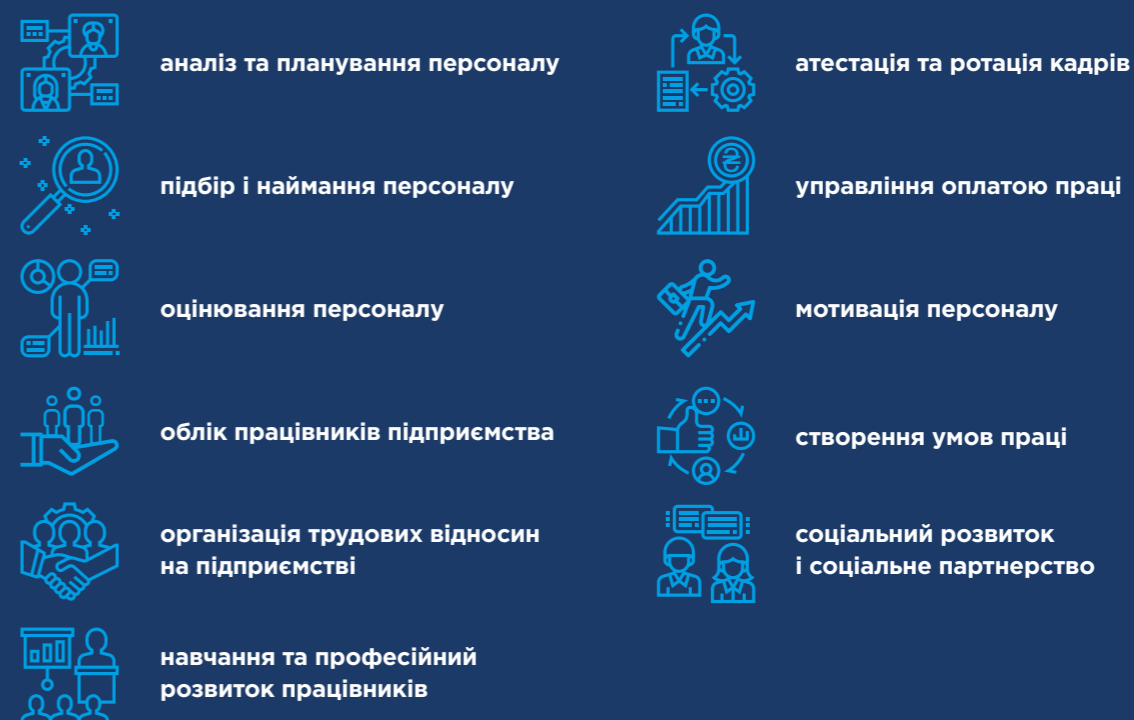 аналіз та планування персоналу
підбір і наймання персоналу
оцінювання персоналу
облік працівників підприємства
організація трудових відносин
на підприємстві
навчання та професійний
розвиток працівників
атестація та ротація кадрів
управління оплатою праці
мотивація персоналу
створення умов праці
соціальний розвиток
і соціальне партнерство